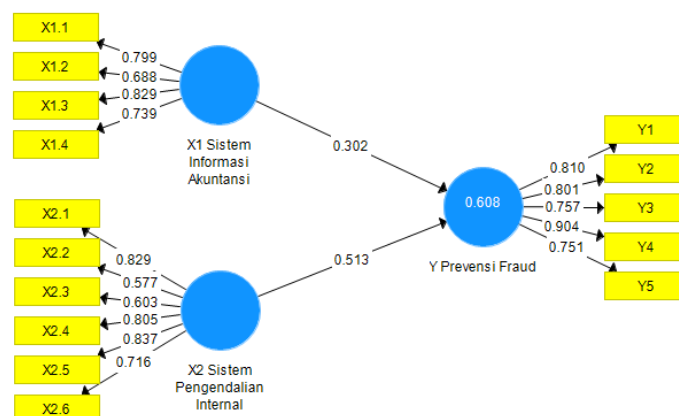 X1.1
X1.2
X1.3
X1.4
0.799
0.688
0.829
0.739
X1 Sistem
Informasi
Akuntansi
0.302
X2.1
X2.2
X2.3
X2.4
X2.5
X2.6
0.829
0.577
0.603
0.805
0.837
0.716
X2 Sistem
Pengendalian
Internal
0.513
0.608
Y Prevensi Fraud
0.810
0.801
0.757
0.904
0.751
Y1
Y2
Y3
Y4
Y5